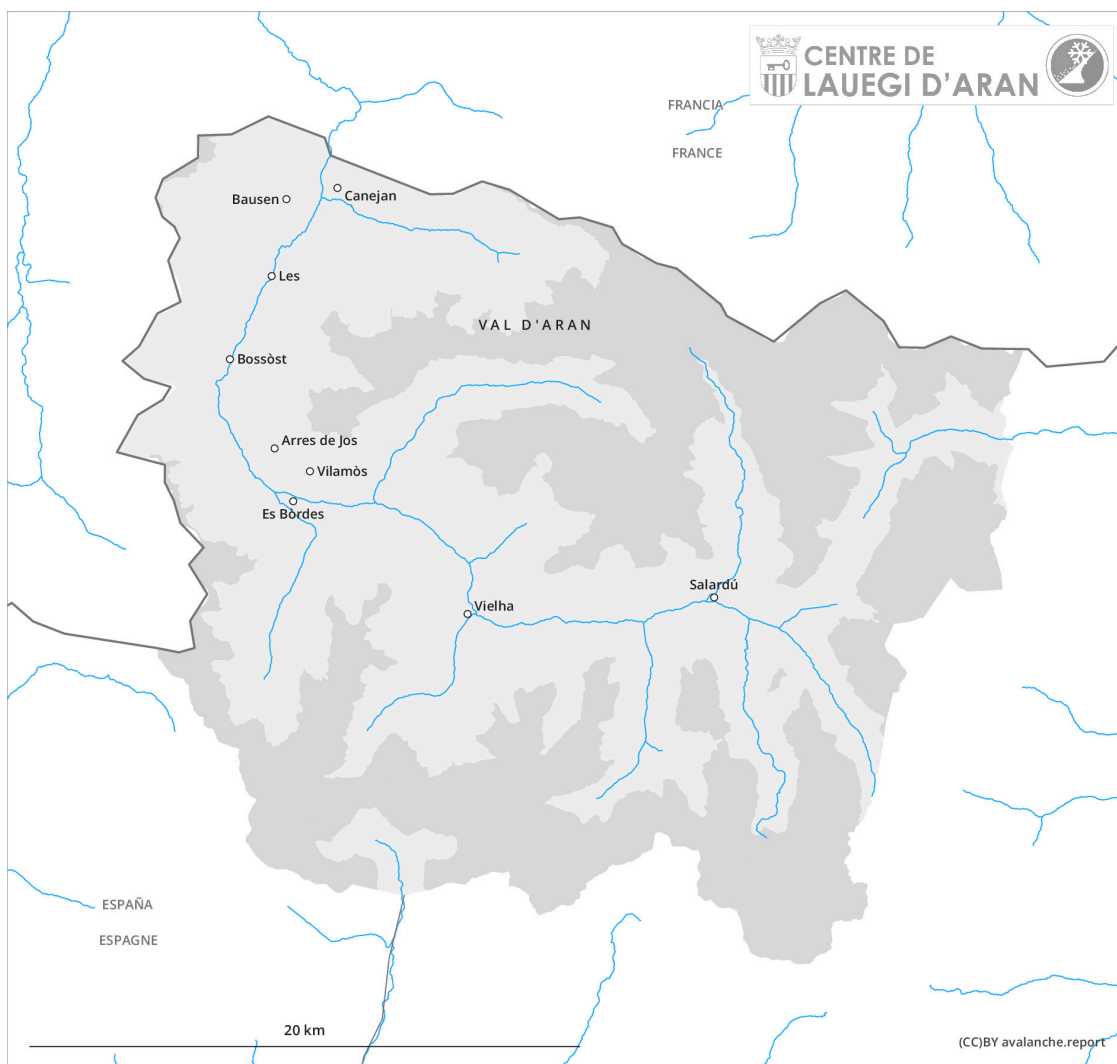 CENTRE DE
LAUEGI D'ARAN
FRANCIA
FRANCE
Bausen
Canejan
Les
VAL D'ARAN
Bossòst
Arres de Jos
Vilamòs
Es Bòrdes
Salardú
Vielha
ESPAÑA
ESPAGNE
20 km
(CC)BY avalanche.report